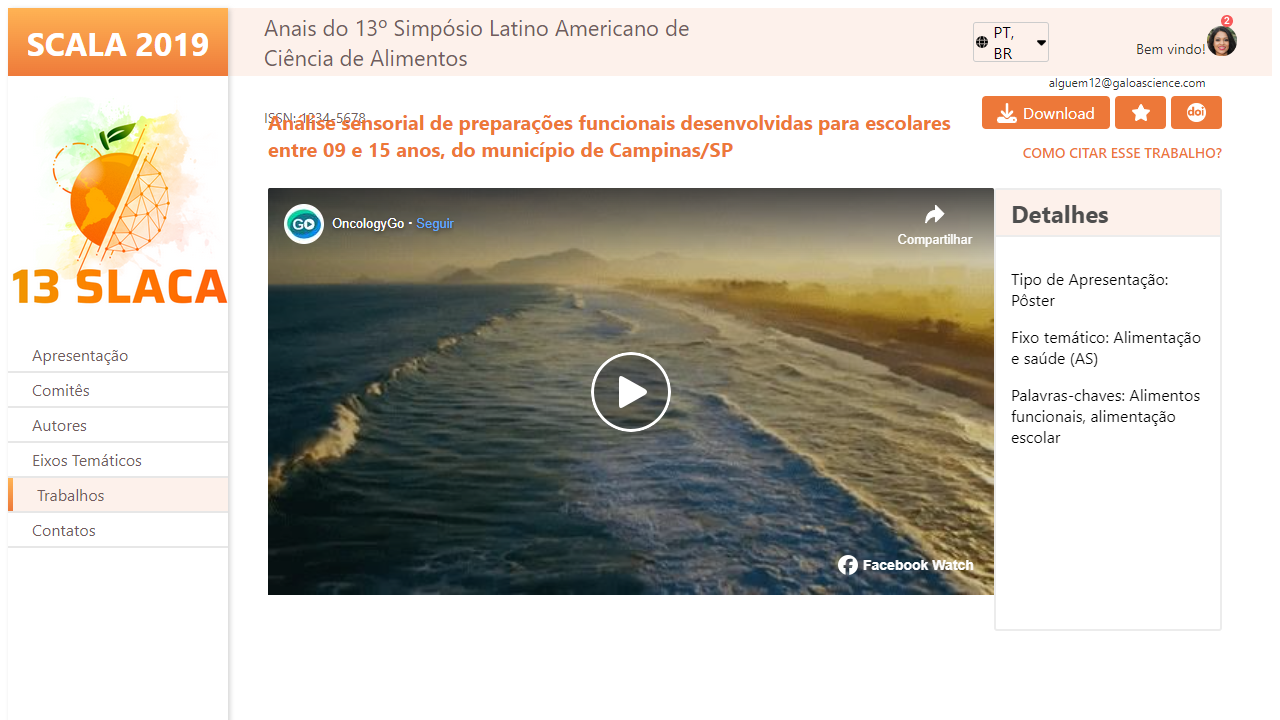 SCALA 2019
Anais do 13º Simpósio Latino Americano de
Ciência de Alimentos
PT,
BR
Bem vindo!
2
alguem12@galoascience.com
13 SLACA
Apresentação
Comitês
Autores
Eixos Temáticos
Trabalhos
Contatos
ISSN: 1234-5678
Análise sensorial de preparações funcionais desenvolvidas para escolares
entre 09 e 15 anos, do município de Campinas/SP
Download
doi
COMO CITAR ESSE TRABALHO?
GO
OncologyGo · Seguir
Compartilhar
Facebook Watch
Detalhes
Tipo de Apresentação:
Pôster
Fixo temático: Alimentação
e saúde (AS)
Palavras-chaves: Alimentos
funcionais, alimentação
escolar